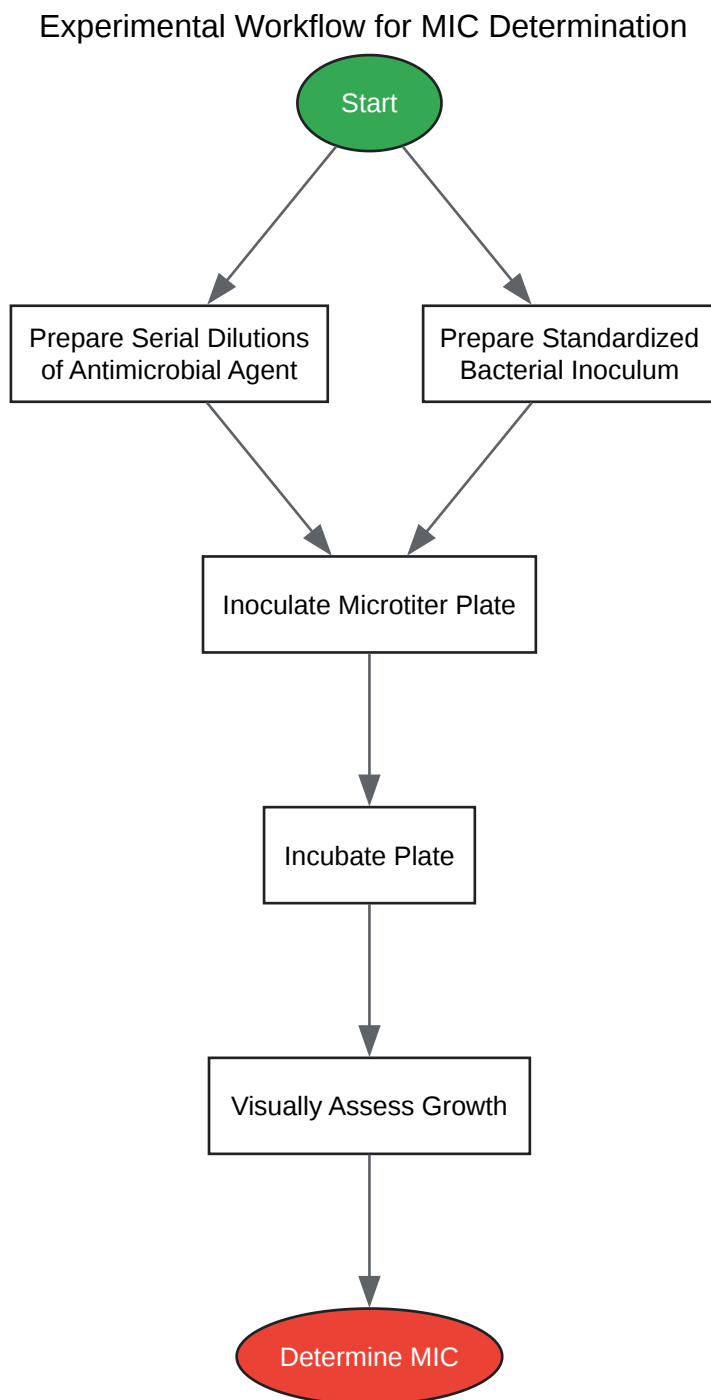 Experimental Workflow for MIC Determination
Start
Prepare Serial Dilutions
of Antimicrobial Agent
Prepare Standardized
Bacterial Inoculum
Inoculate Microtiter Plate
Incubate Plate
Visually Assess Growth
Determine MIC